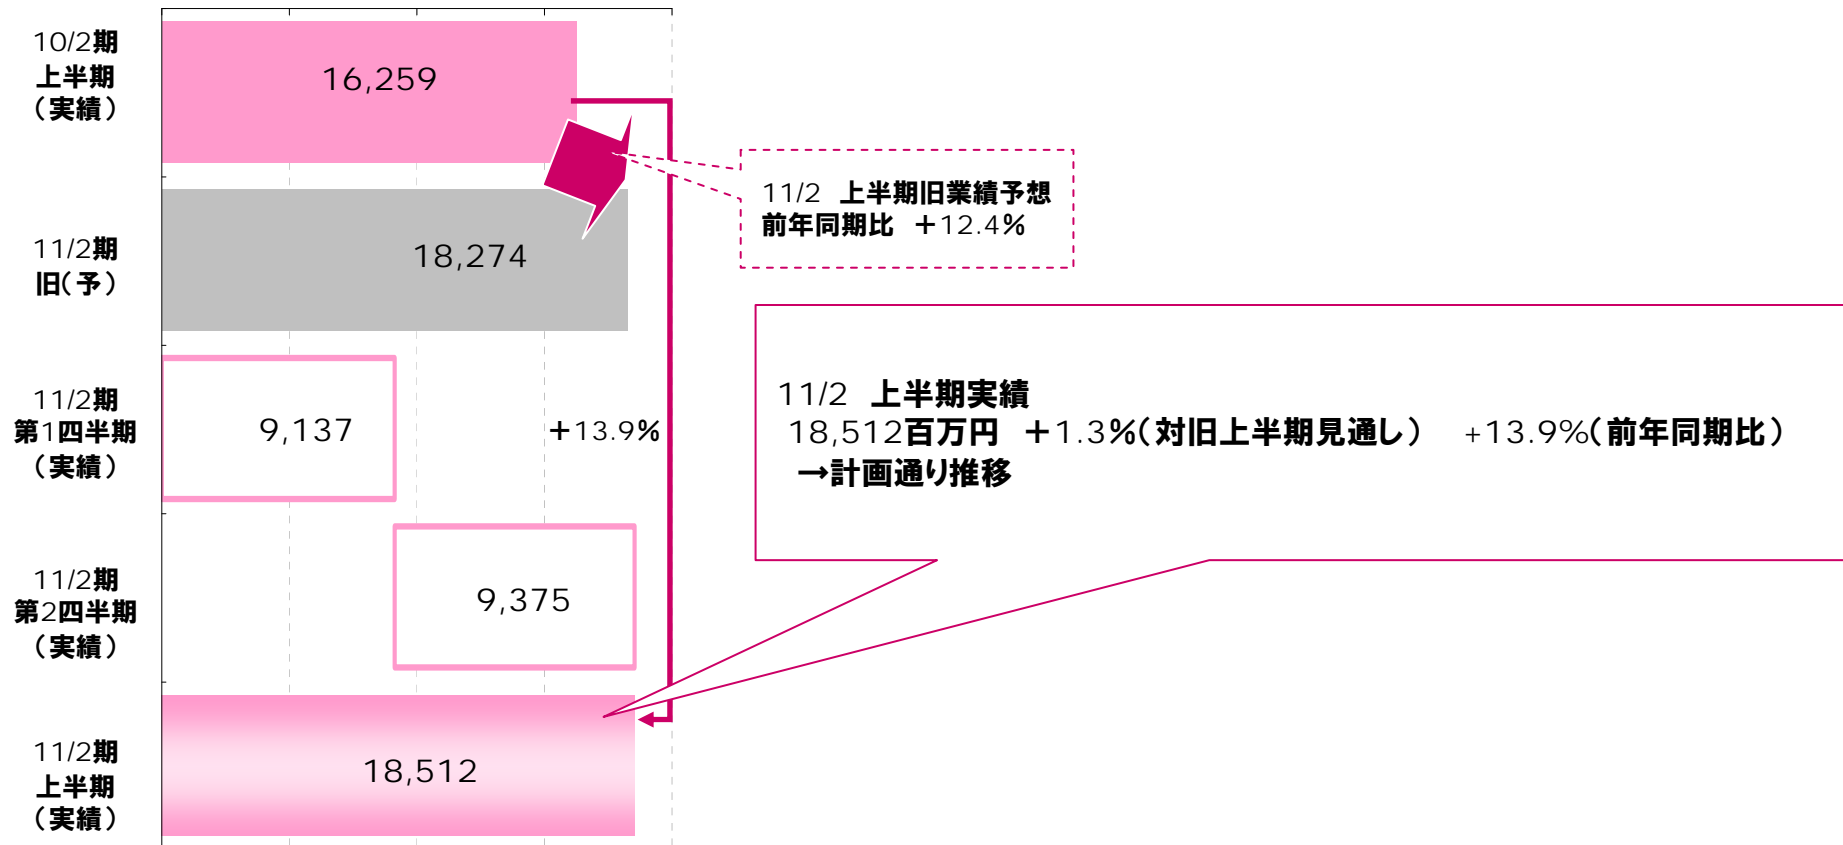 10/2期
上半期
（実績）
16,259
11/2 上半期旧業績予想
前年同期比 ＋12.4%
11/2期
旧(予)
18,274
11/2期
第1四半期
（実績）
9,137
＋13.9%
11/2 上半期実績
18,512百万円 ＋1.3%(対旧上半期見通し) +13.9%(前年同期比)
→計画通り推移
11/2期
第2四半期
（実績）
9,375
11/2期
上半期
（実績）
18,512